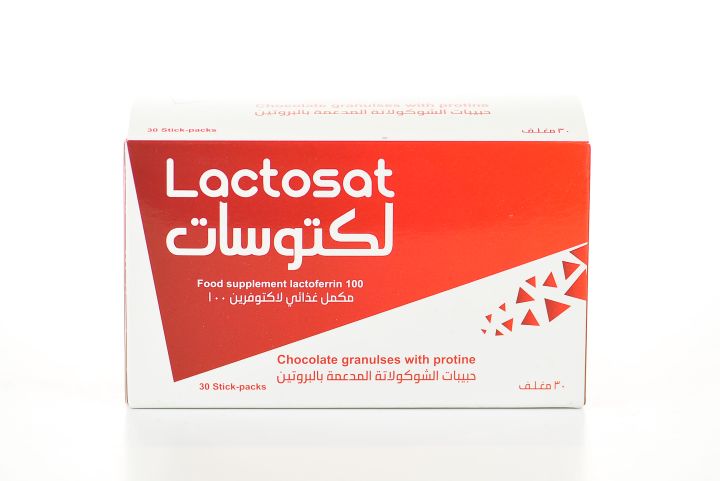 Chocolate granulses with protine
حبيبات الشوكولاتة المدعمة بالبروتين
30 Stick-packs
٣٠ مغلف
Lactosat
لكتوسات
Food supplement lactoferrin 100
مكمل غذائي لاكتوفرين ١٠٠
Chocolate granulses with protine
حبيبات الشوكولاتة المدعمة بالبروتين
30 Stick-packs
٣٠ مغلف